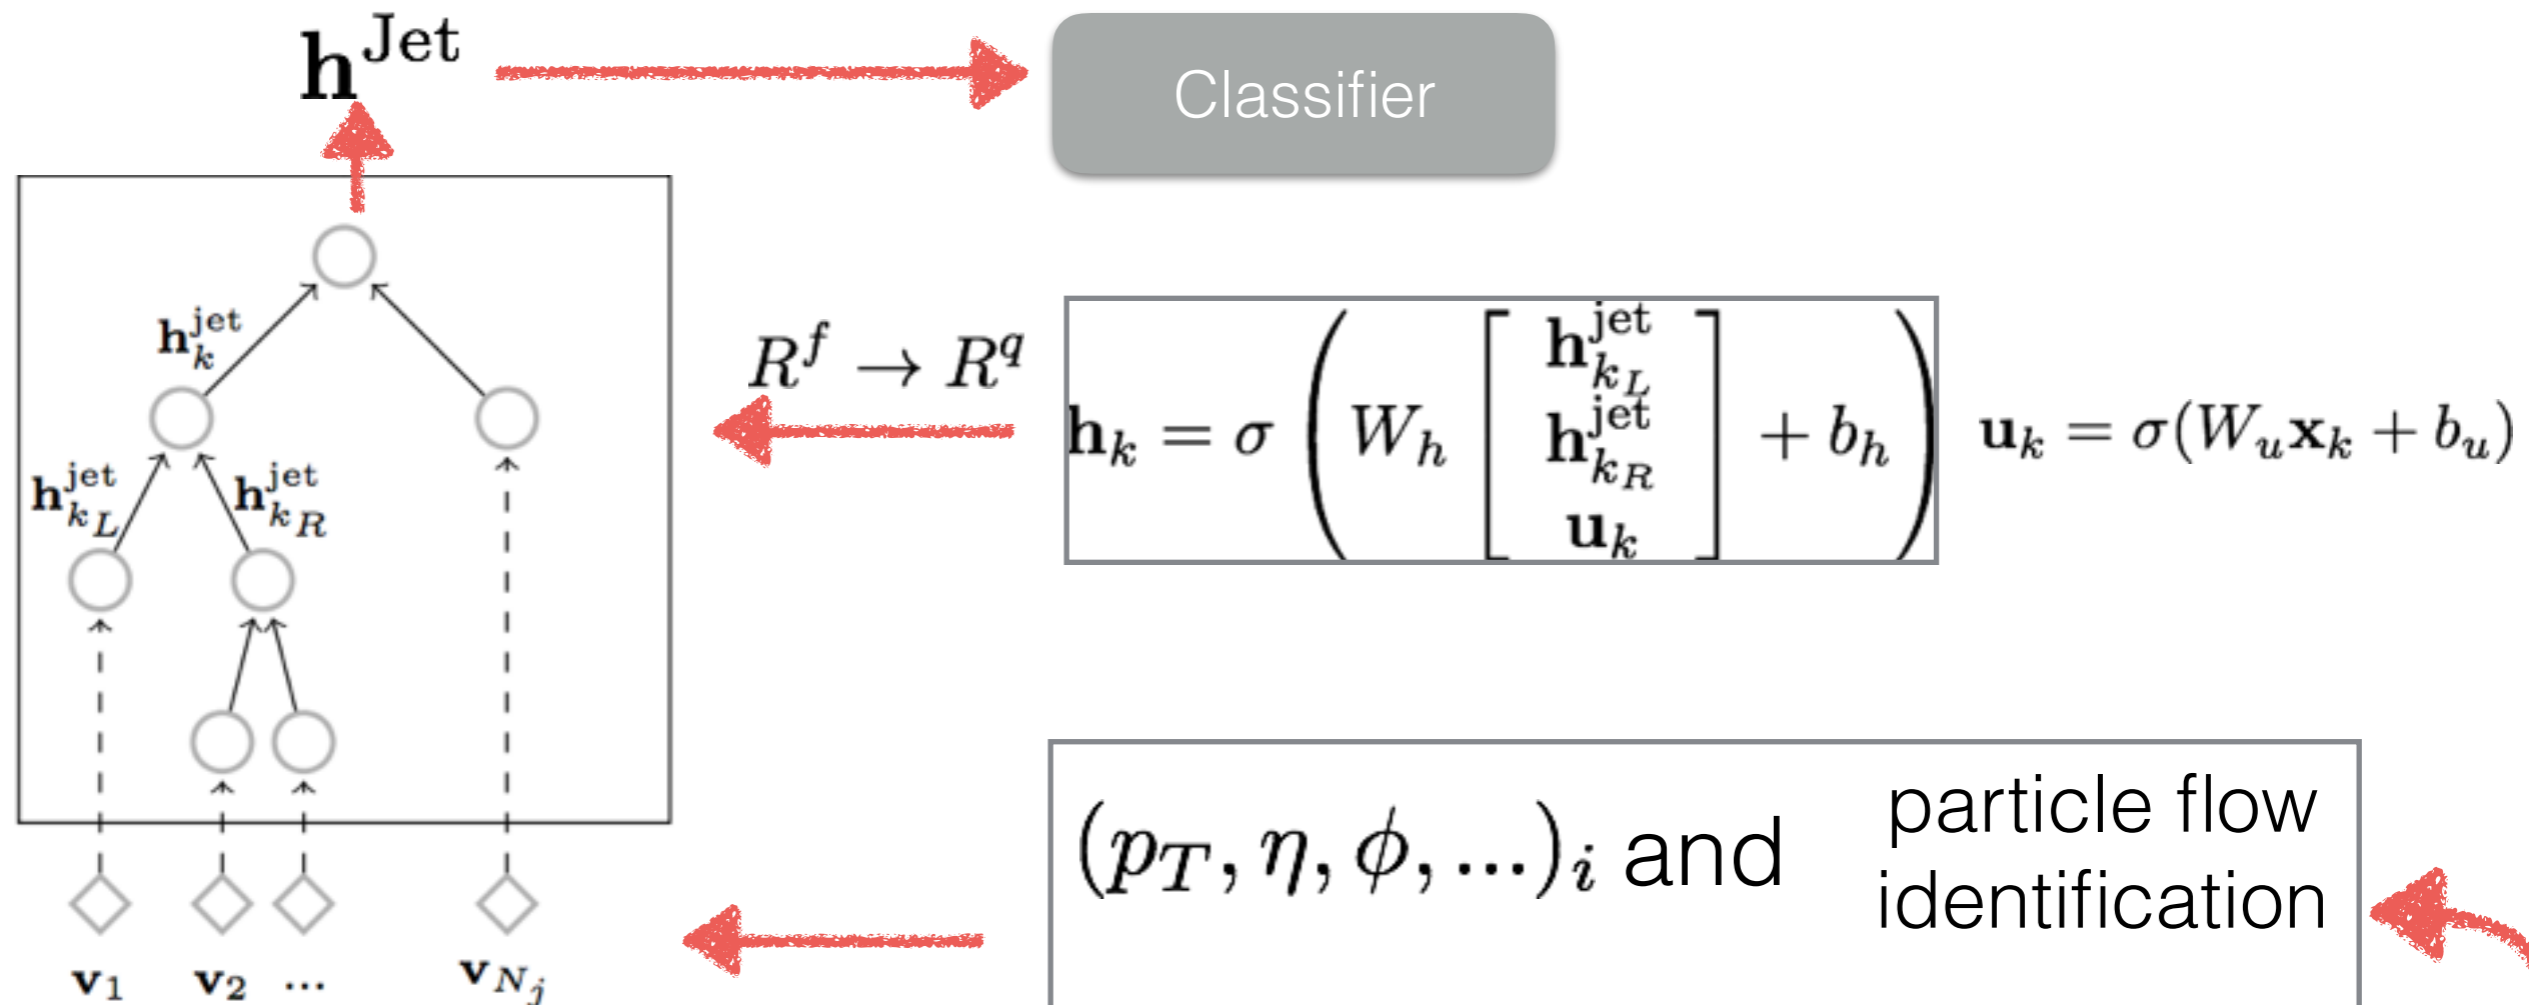 h^Jet
Classifier
h_k^jet
R^f → R^q
h_{k_L}^jet h_{k_R}^jet
h_k = σ ( W_h [ h_{k_L}^jet
h_{k_R}^jet
u_k ] + b_h ) u_k = σ(W_u x_k + b_u)
(p_T, η, ϕ, ...)_i and
particle flow
identification
v_1 v_2 ... v_{N_j}